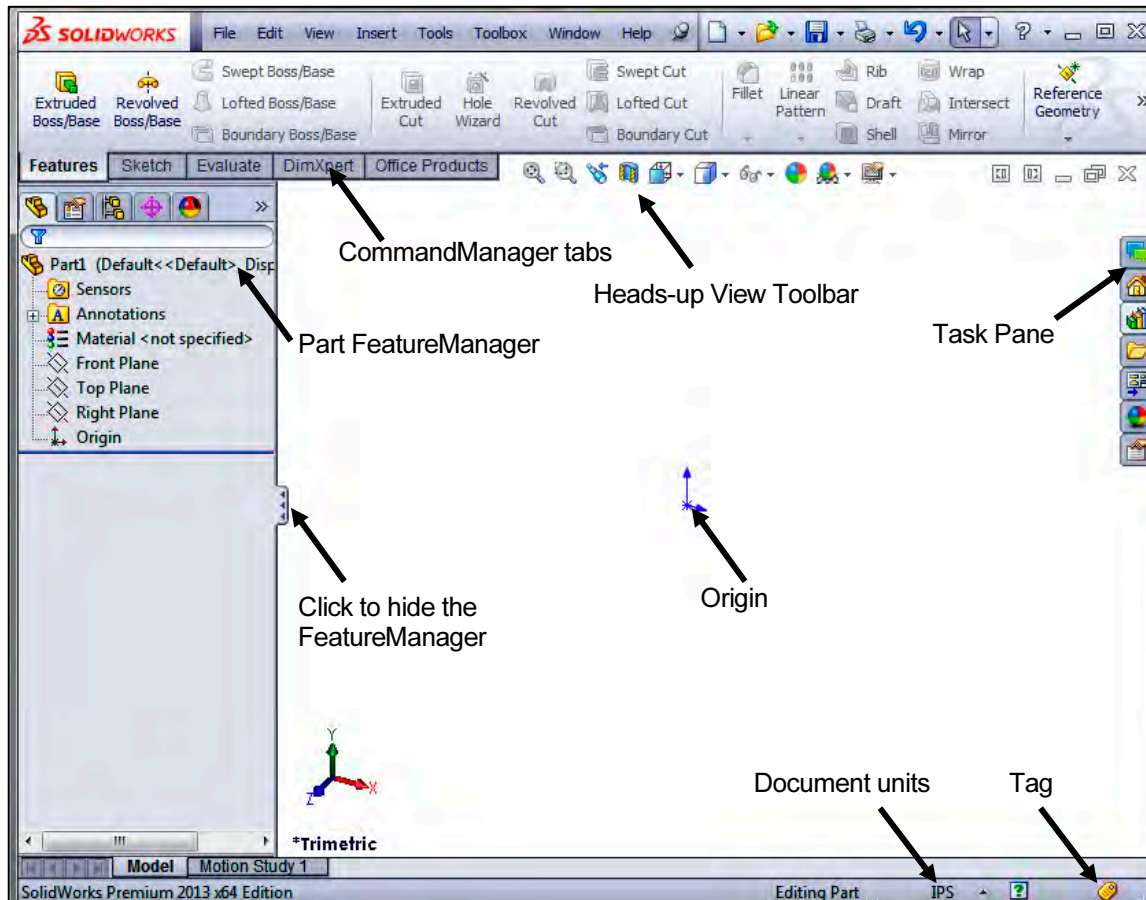 SOLIDWORKS File Edit View Insert Tools Toolbox Window Help
Extruded Boss/Base
Revolved Boss/Base
Swept Boss/Base
Lofted Boss/Base
Boundary Boss/Base
Extruded Cut
Hole Wizard
Revolved Cut
Swept Cut
Lofted Cut
Boundary Cut
Fillet
Linear Pattern
Rib
Draft
Shell
Wrap
Intersect
Mirror
Reference Geometry
Features Sketch Evaluate DimXpert Office Products
CommandManager tabs
Heads-up View Toolbar
Task Pane
Part1 (Default<<Default>_Disp
Sensors
Annotations
Material <not specified>
Part FeatureManager
Front Plane
Top Plane
Right Plane
Origin
Click to hide the
FeatureManager
Origin
Y
X
Z
*Trimetric
Document units
Tag
Model Motion Study 1
SolidWorks Premium 2013 x64 Edition Editing Part IPS